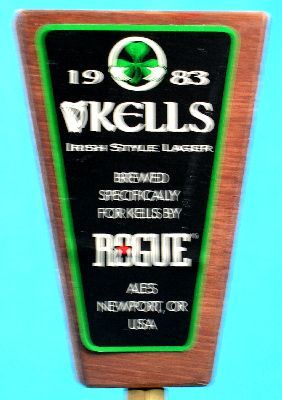 19 83
KELLS
IRISH STYLE LAGER
BREWED
SPECIFICALLY
FOR KELLS BY
ROGUE
ALES
NEWPORT, OR
USA